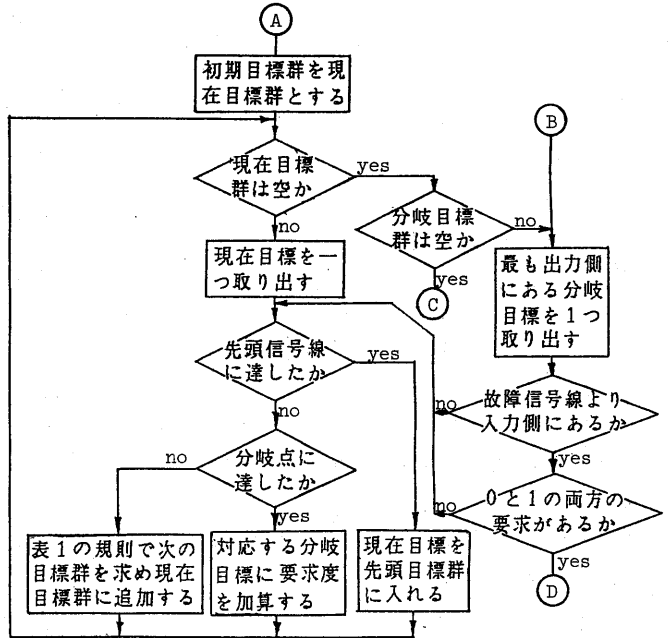 A
初期目標群を現
在目標群とする
B
現在目標
群は空か
yes
no
分岐目標
群は空か
no
yes
C
現在目標を一
つ取り出す
最も出力側
にある分岐
目標を1つ
取り出す
先頭信号線
に達したか
yes
no
故障信号線より
入力側にあるか
no
yes
分岐点に
達したか
no
yes
0と1の両方の
要求があるか
no
yes
D
表1の規則で次の
目標群を求め現在
目標群に追加する
対応する分岐
目標に要求度
を加算する
現在目標を
先頭目標群
に入れる